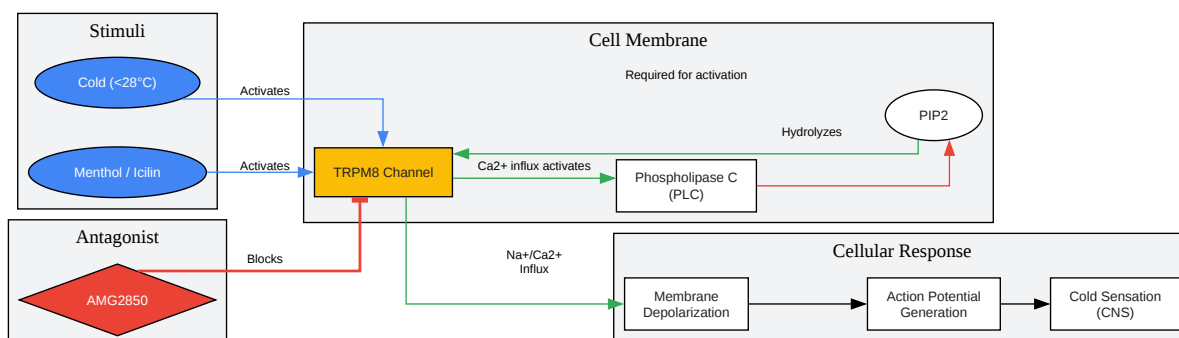 Stimuli
Cold (<28°C)
Activates
Menthol / Icilin
Activates
Cell Membrane
Required for activation
PIP2
Hydrolyzes
TRPM8 Channel
Ca2+ influx activates
Phospholipase C
(PLC)
Antagonist
Blocks
AMG2850
Na+/Ca2+
Influx
Cellular Response
Membrane
Depolarization
Action Potential
Generation
Cold Sensation
(CNS)